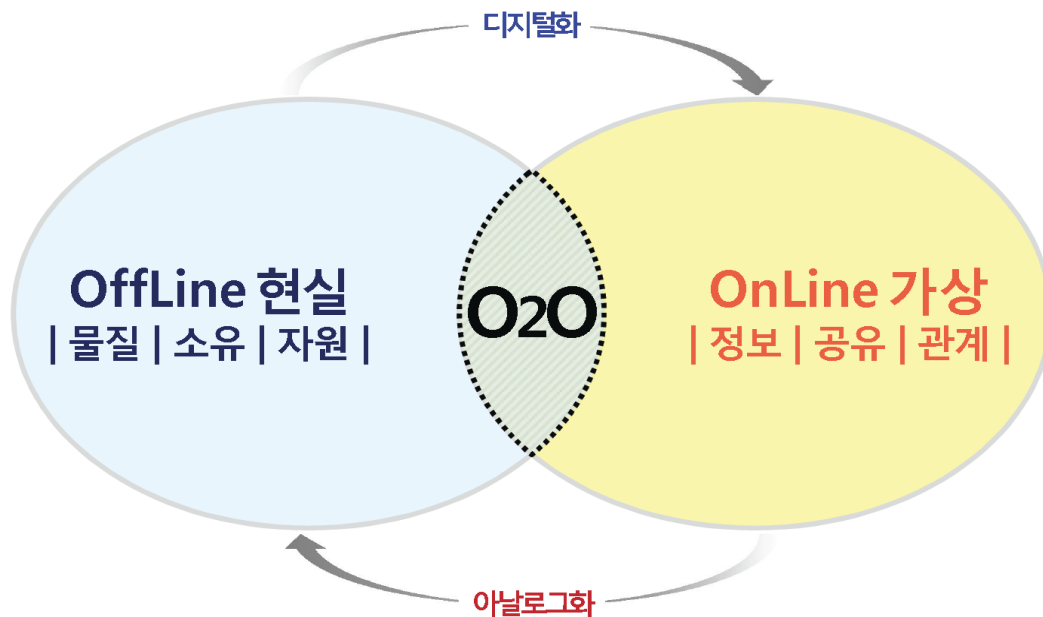 디지털화
OffLine 현실
| 물질 | 소유 | 자원 |
O2O
OnLine 가상
| 정보 | 공유 | 관계 |
아날로그화